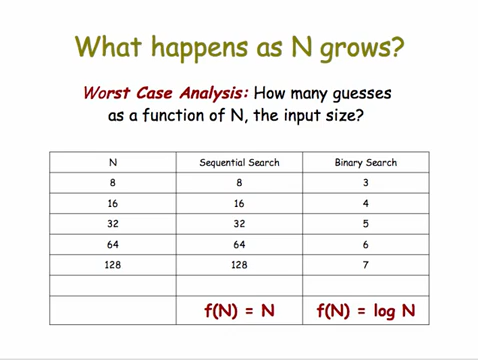 What happens as N grows?
Worst Case Analysis: How many guesses
as a function of N, the input size?
N Sequential Search Binary Search
8 8 3
16 16 4
32 32 5
64 64 6
128 128 7
f(N) = N f(N) = log N